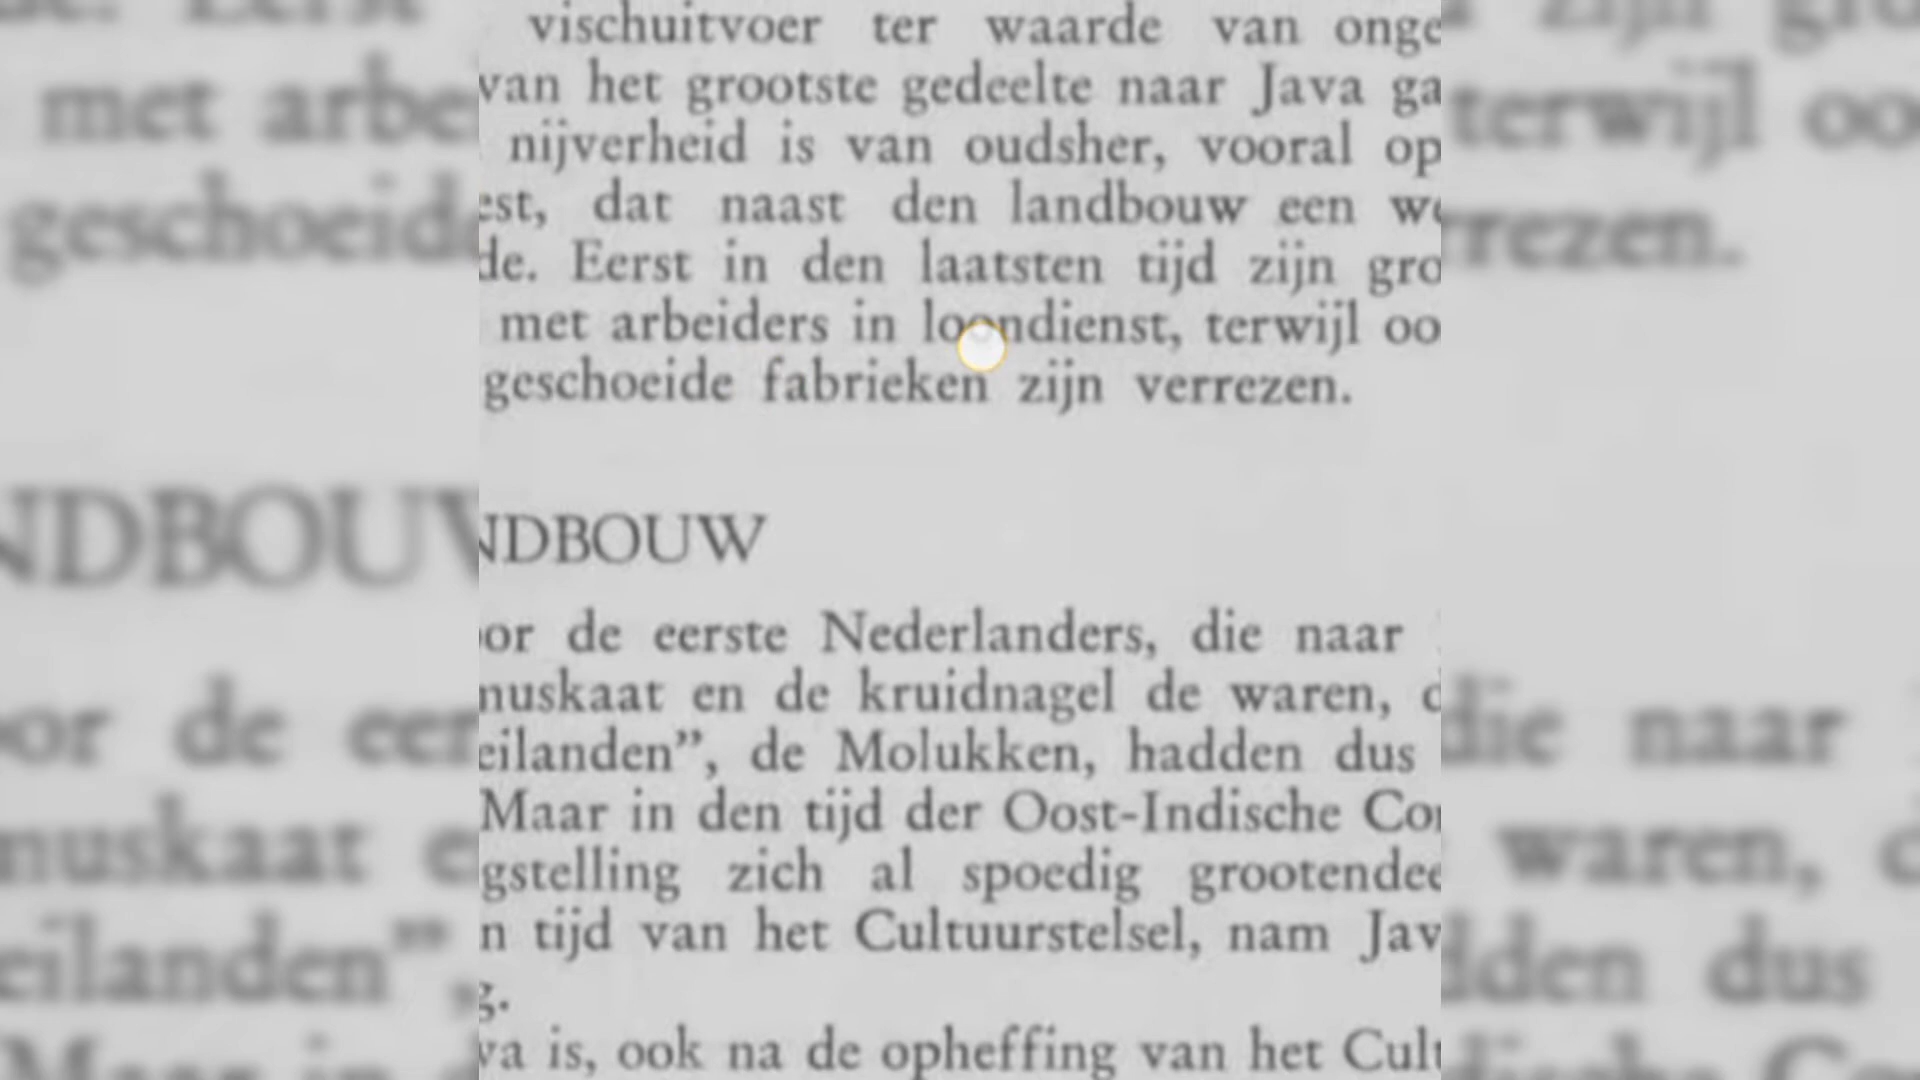 vischuitvoer ter waarde van onge
van het grootste gedeelte naar Java ga
nijverheid is van oudsher, vooral op
est, dat naast den landbouw een we
de. Eerst in den laatsten tijd zijn gro
met arbeiders in loondienst, terwijl oo
geschoeide fabrieken zijn verrezen.
NDBOUW
oor de eerste Nederlanders, die naar
muskaat en de kruidnagel de waren, d
eilanden”, de Molukken, hadden dus
Maar in den tijd der Oost-Indische Co
gstelling zich al spoedig grootendee
n tijd van het Cultuurstelsel, nam Jav
g.
va is, ook na de opheffing van het Cult